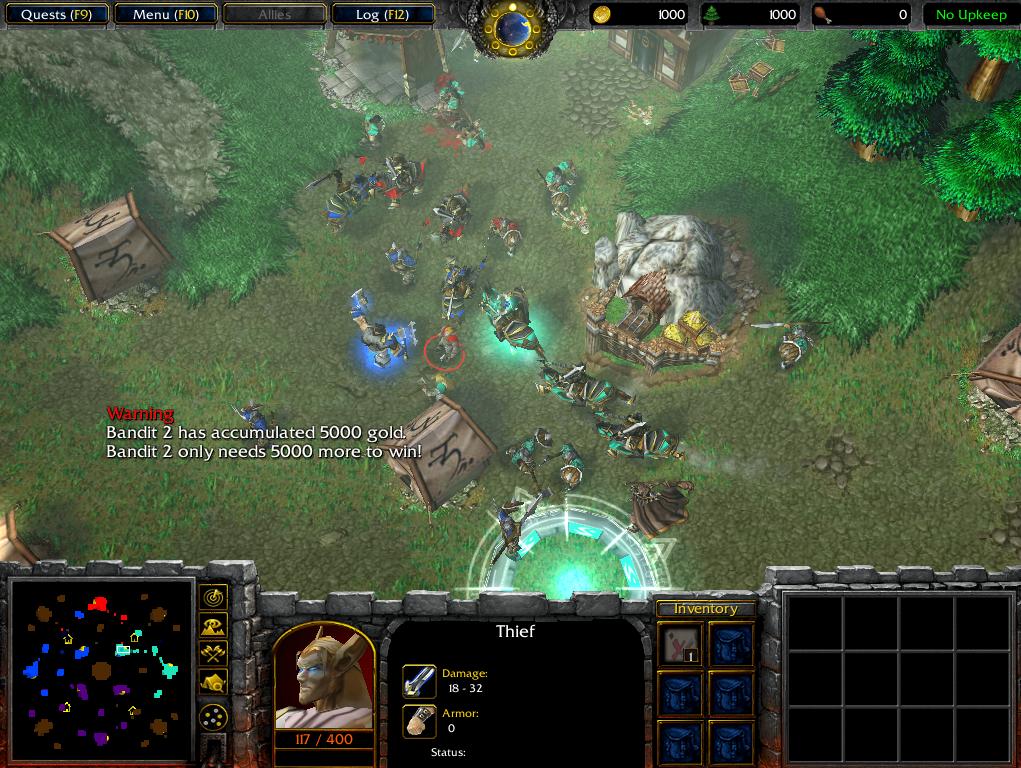 Quests (F9)
Menu (F10)
Allies
Log (F12)
1000
1000
0
No Upkeep
Warning
Bandit 2 has accumulated 5000 gold.
Bandit 2 only needs 5000 more to win!
Thief
Inventory
1
Damage:
18 - 32
Armor:
0
117 / 400
Status: